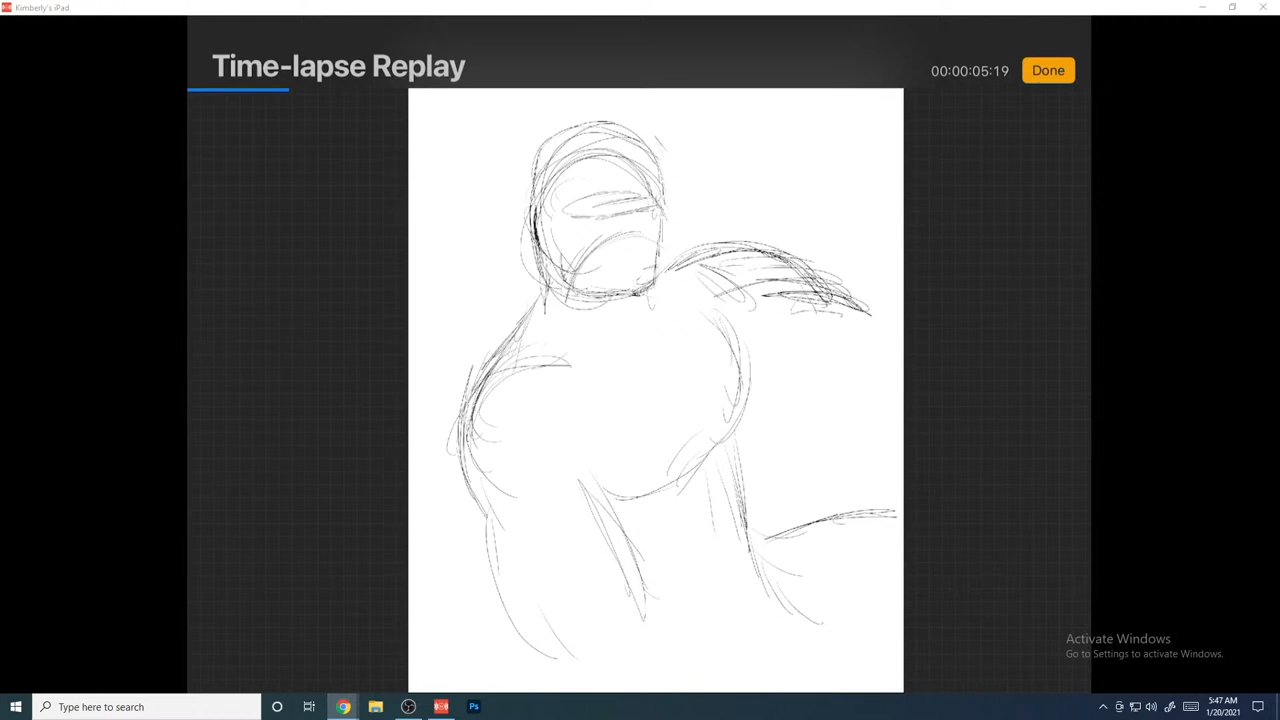 Kimberly's iPad
Time-lapse Replay
00:00:05:19
Done
Activate Windows
Go to Settings to activate Windows.
Type here to search
Ps
5:47 AM
1/20/2021